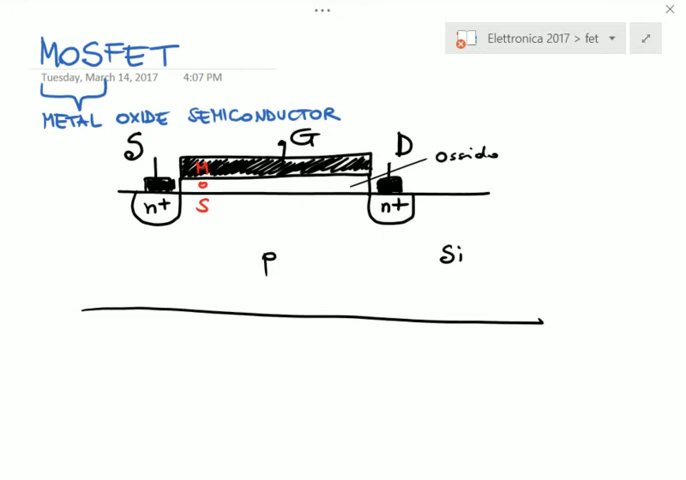 Elettronica 2017 > fet
MOSFET
Tuesday, March 14, 2017 4:07 PM
METAL OXIDE SEMICONDUCTOR
S G D
ossido
M
O
n+ S n+
p Si